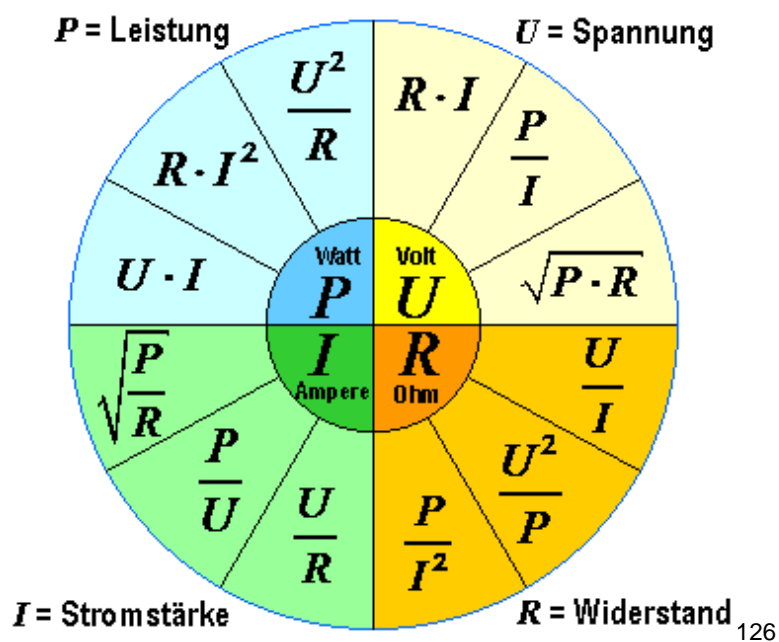 P = Leistung
U = Spannung
U²/R
R · I
R · I²
P/I
U · I
√(P · R)
Watt
P
Volt
U
I
Ampere
R
Ohm
√(P/R)
U/I
P/U
U²/P
U/R
P/I²
I = Stromstärke
R = Widerstand
126